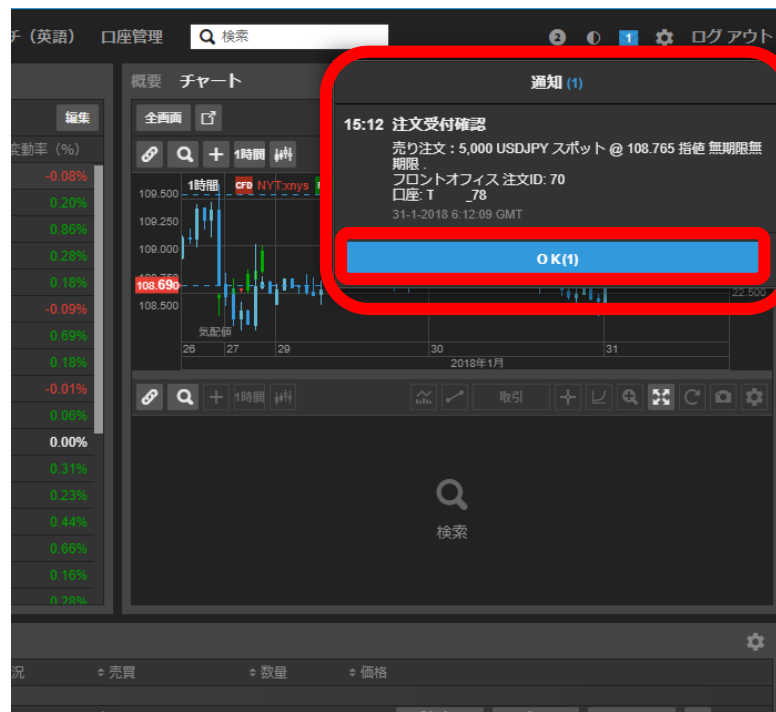 チ（英語） 口座管理 検索 2 1 ログ アウト
概要 チャート
通知 (1)
編集
全画面
15:12 注文受付確認
売り注文：5,000 USDJPY スポット @ 108.765 指値 無期限無
期限 .
フロントオフィス 注文ID: 70
口座: T _78
31-1-2018 6:12:09 GMT
O K(1)
変動率（%）
-0.08%
0.20%
0.86%
0.28%
0.18%
-0.09%
0.69%
0.18%
-0.01%
0.06%
0.00%
0.31%
0.23%
0.44%
0.66%
0.16%
0.28%
1時間
1時間 CFD NYT:xnys
109.500
109.250
109.000
108.690
108.500
22.500
気配値
26 27 29 30 31
2018年1月
1時間 取引
検索
況 売買 数量 価格